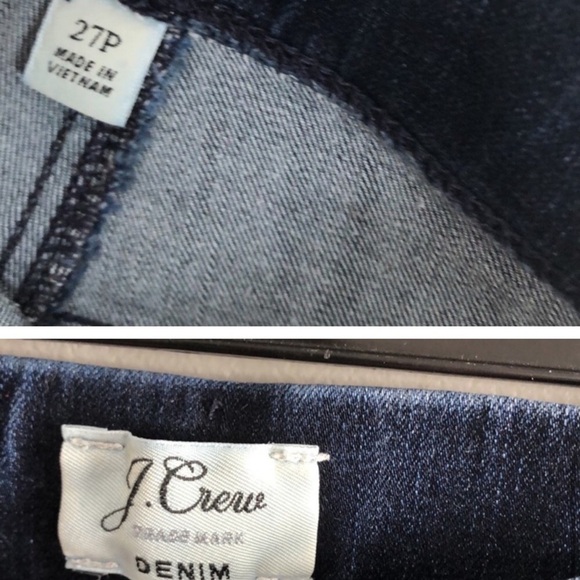 27P
MADE IN
VIETNAM
J.Crew
TRADE MARK
DENIM